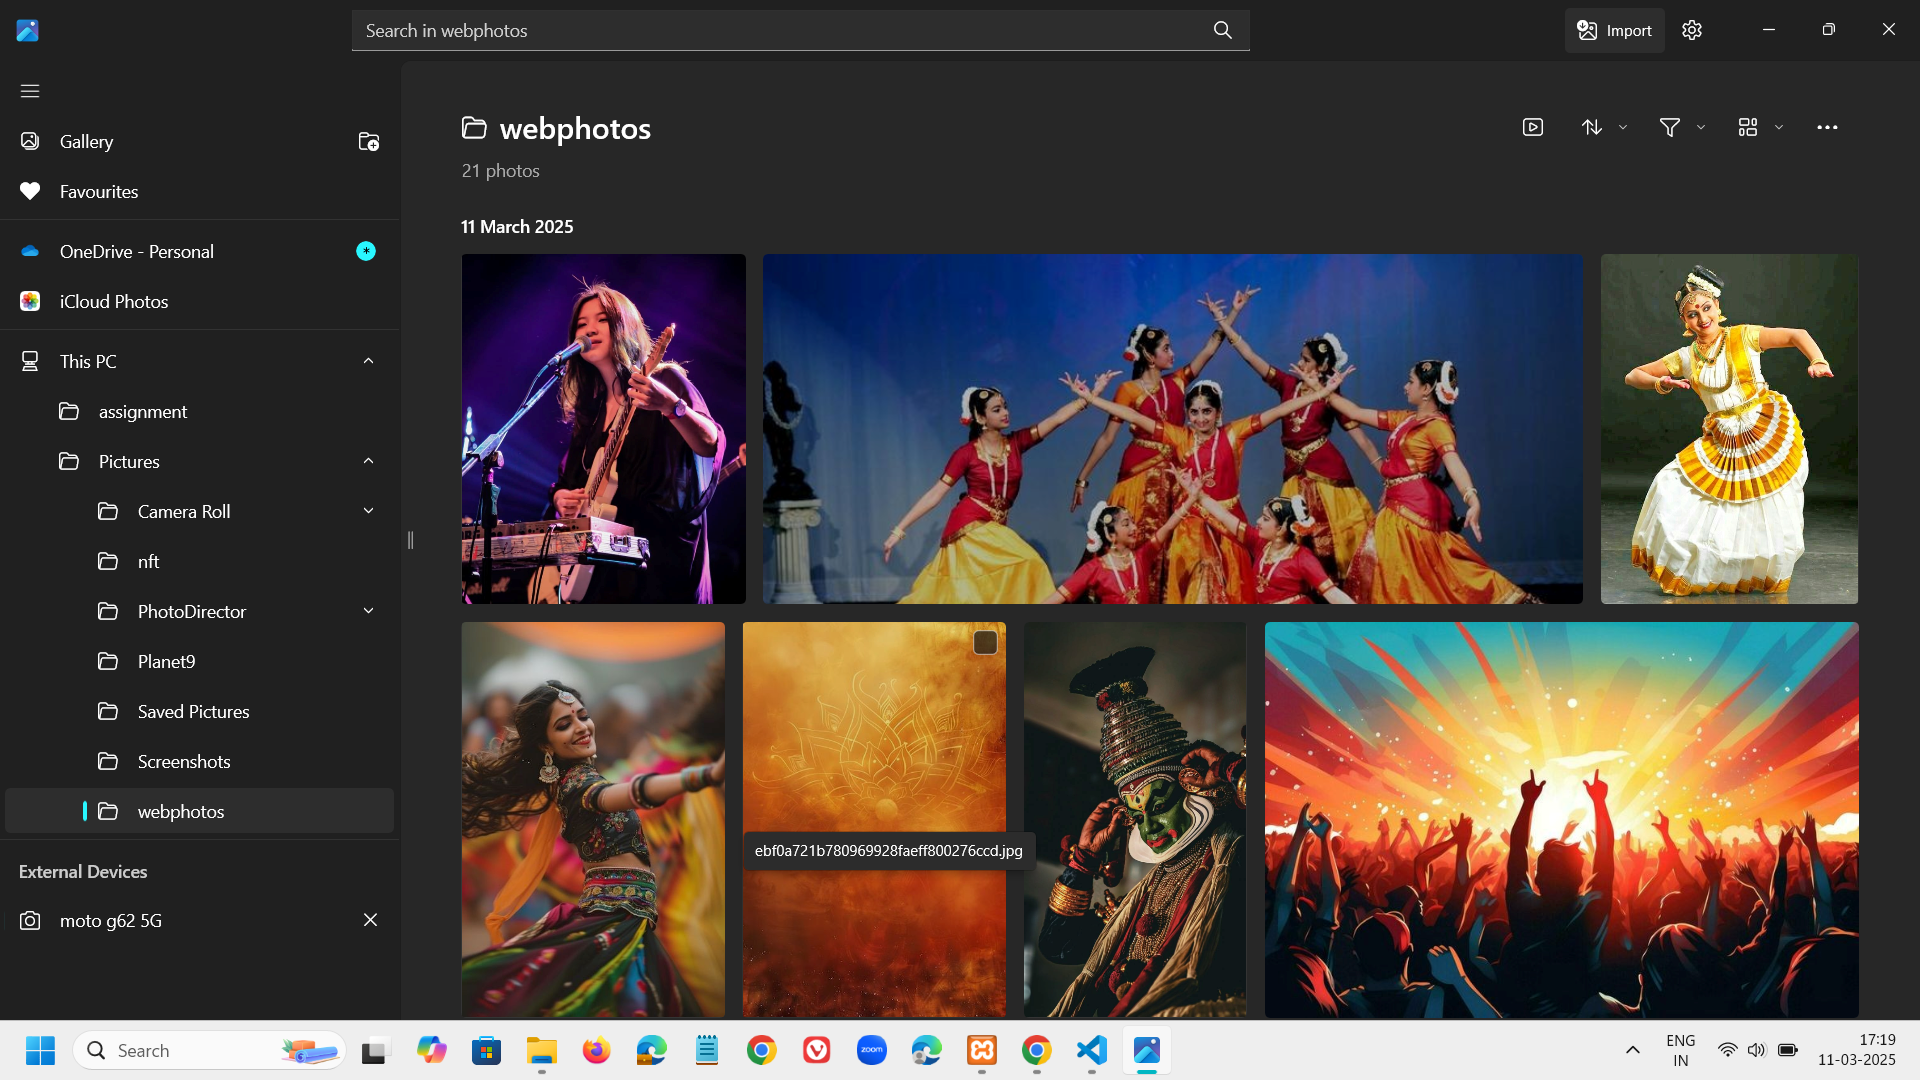 Search in webphotos
Import
Gallery
Favourites
OneDrive - Personal
iCloud Photos
This PC
assignment
Pictures
Camera Roll
nft
PhotoDirector
Planet9
Saved Pictures
Screenshots
webphotos
External Devices
moto g62 5G
webphotos
21 photos
11 March 2025
ebf0a721b780969928faeff800276ccd.jpg
Search
zoom
ENG
IN
17:19
11-03-2025